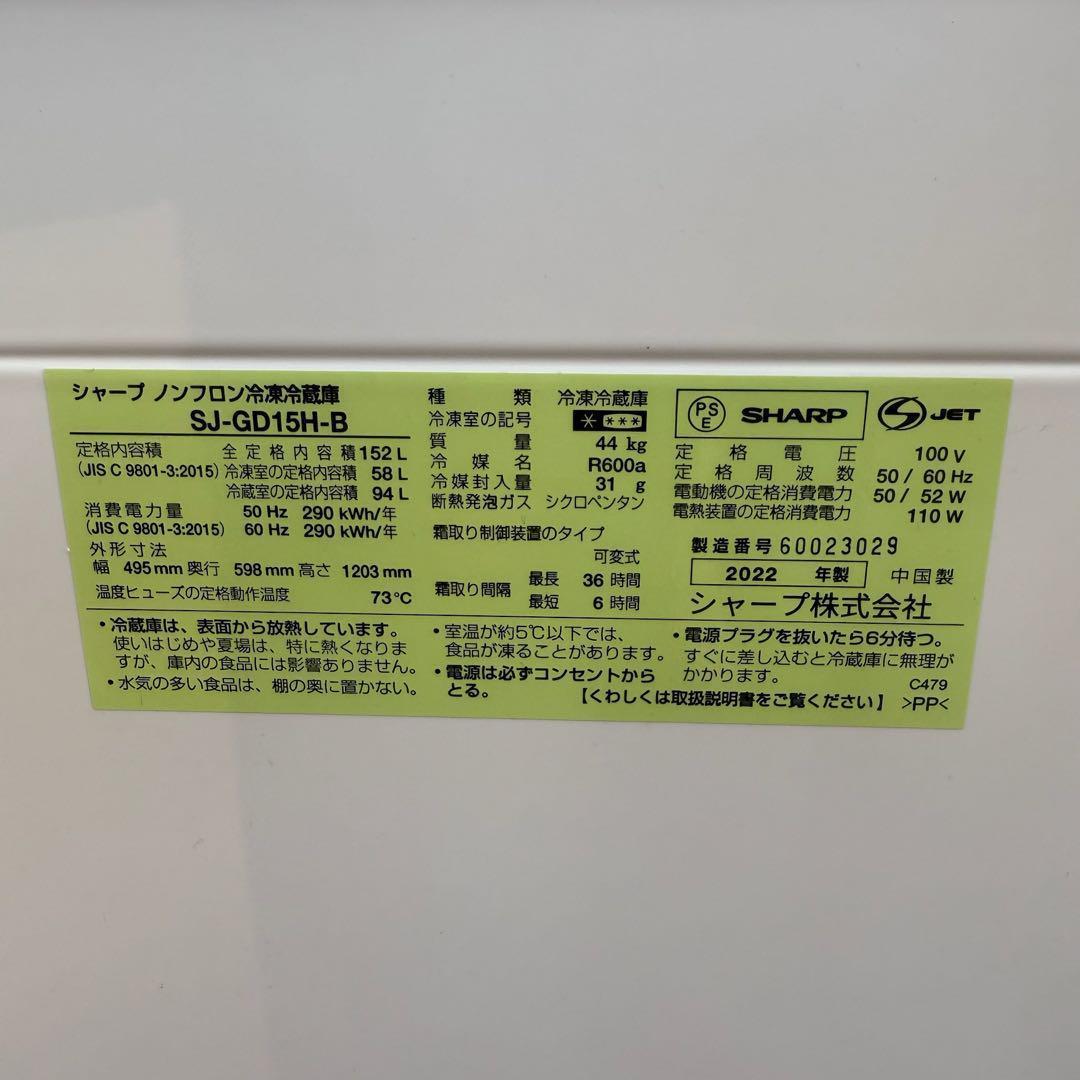 シャープ ノンフロン冷凍冷蔵庫
SJ-GD15H-B
定格内容積 全定格内容積 152 L
(JIS C 9801-3:2015) 冷凍室の定格内容積 58 L
冷蔵室の定格内容積 94 L
消費電力量 50 Hz 290 kWh/年
(JIS C 9801-3:2015) 60 Hz 290 kWh/年
外形寸法
幅 495 mm 奥行 598 mm 高さ 1203 mm
温度ヒューズの定格動作温度 73℃
種類 冷凍冷蔵庫
冷凍室の記号 * ***
質量 44 kg
冷媒名 R600a
冷媒封入量 31 g
断熱発泡ガス シクロペンタン
霜取り制御装置のタイプ
可変式
霜取り間隔 最長 36 時間
最短 6 時間
PSE SHARP JET
定格電圧 100 V
定格周波数 50 / 60 Hz
電動機の定格消費電力 50 / 52 W
電熱装置の定格消費電力 110 W
製造番号 60023029
2022 年製 中国製
シャープ株式会社
・冷蔵庫は、表面から放熱しています。
使いはじめや夏場は、特に熱くなりま
すが、庫内の食品には影響ありません。
・水気の多い食品は、棚の奥に置かない。
・室温が約5℃以下では、
食品が凍ることがあります。
・電源は必ずコンセントから
とる。
・電源プラグを抜いたら6分待つ。
すぐに差し込むと冷蔵庫に無理が
かかります。
C479
【くわしくは取扱説明書をご覧ください】 >PP<